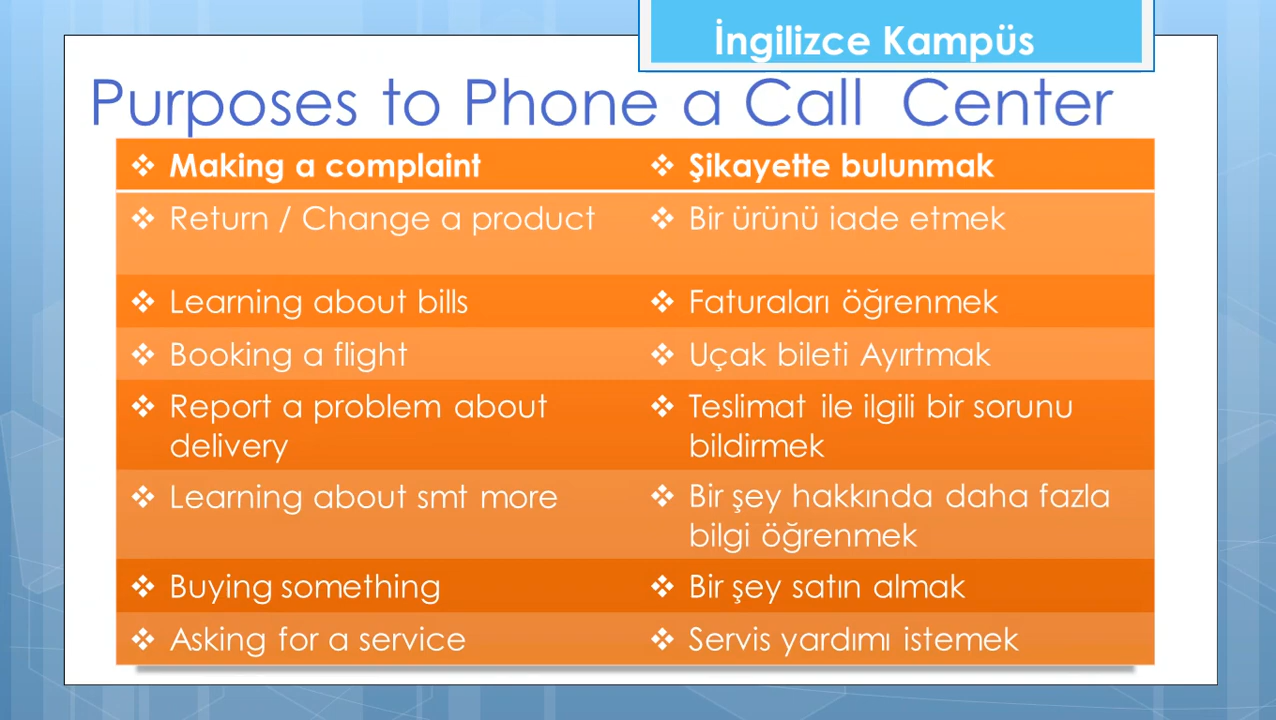 İngilizce Kampüs
Purposes to Phone a Call Center
❖ Making a complaint
❖ Şikayette bulunmak
❖ Return / Change a product
❖ Bir ürünü iade etmek
❖ Learning about bills
❖ Faturaları öğrenmek
❖ Booking a flight
❖ Uçak bileti Ayırtmak
❖ Report a problem about
delivery
❖ Teslimat ile ilgili bir sorunu
bildirmek
❖ Learning about smt more
❖ Bir şey hakkında daha fazla
bilgi öğrenmek
❖ Buying something
❖ Bir şey satın almak
❖ Asking for a service
❖ Servis yardımı istemek